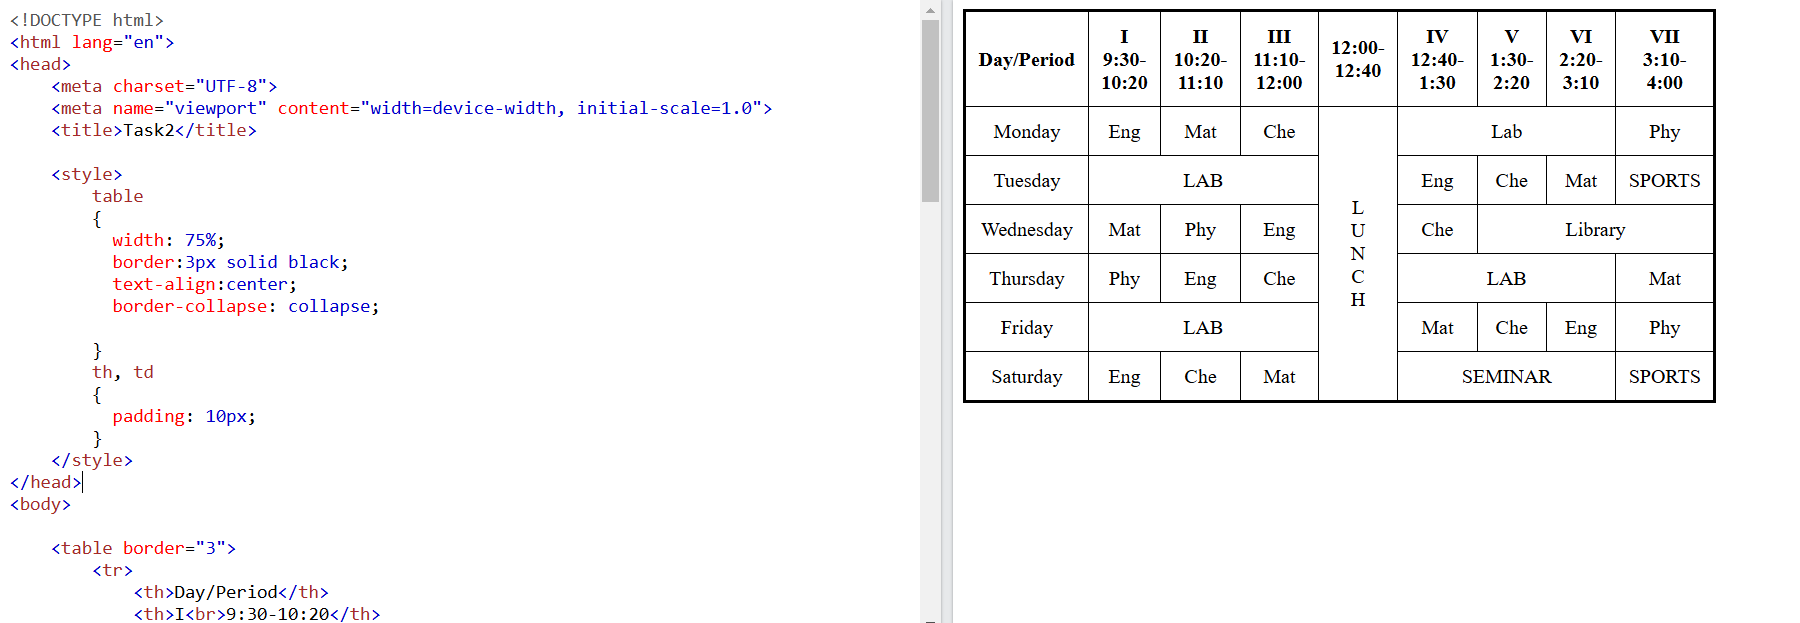 <!DOCTYPE html>
<html lang="en">
<head>
<meta charset="UTF-8">
<meta name="viewport" content="width=device-width, initial-scale=1.0">
<title>Task2</title>
<style>
table
{
width: 75%;
border:3px solid black;
text-align:center;
border-collapse: collapse;
}
th, td
{
padding: 10px;
}
</style>
</head>
<body>
<table border="3">
<tr>
<th>Day/Period</th>
<th>I<br>9:30-10:20</th>
Day/Period
I
9:30-
10:20
II
10:20-
11:10
III
11:10-
12:00
12:00-
12:40
IV
12:40-
1:30
V
1:30-
2:20
VI
2:20-
3:10
VII
3:10-
4:00
Monday Eng Mat Che Lab Phy
Tuesday LAB Eng Che Mat SPORTS
Wednesday Mat Phy Eng Che Library
Thursday Phy Eng Che LAB Mat
Friday LAB Mat Che Eng Phy
Saturday Eng Che Mat SEMINAR SPORTS
L
U
N
C
H